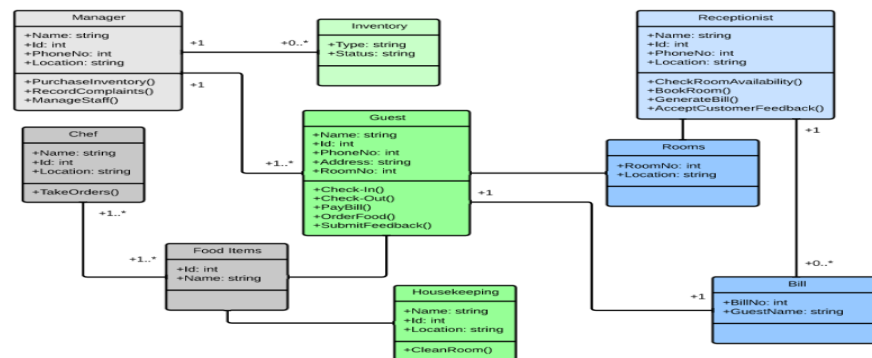 Manager
+Name: string
+Id: int
+PhoneNo: int
+Location: string
+PurchaseInventory()
+RecordComplaints()
+ManageStaff()
+1
+0..*
+1
Inventory
+Type: string
+Status: string
Receptionist
+Name: string
+Id: int
+PhoneNo: int
+Location: string
+CheckRoomAvailability()
+BookRoom()
+GenerateBill()
+AcceptCustomerFeedback()
+1
Chef
+Name: string
+Id: int
+Location: string
+TakeOrders()
+1..*
+1..*
Guest
+Name: string
+Id: int
+PhoneNo: int
+Address: string
+RoomNo: int
+Check-In()
+Check-Out()
+PayBill()
+OrderFood()
+SubmitFeedback()
+1..*
+1
Rooms
+RoomNo: int
+Location: string
Food Items
+Id: int
+Name: string
Housekeeping
+Name: string
+Id: int
+Location: string
+CleanRoom()
+0..*
+1
Bill
+BillNo: int
+GuestName: string